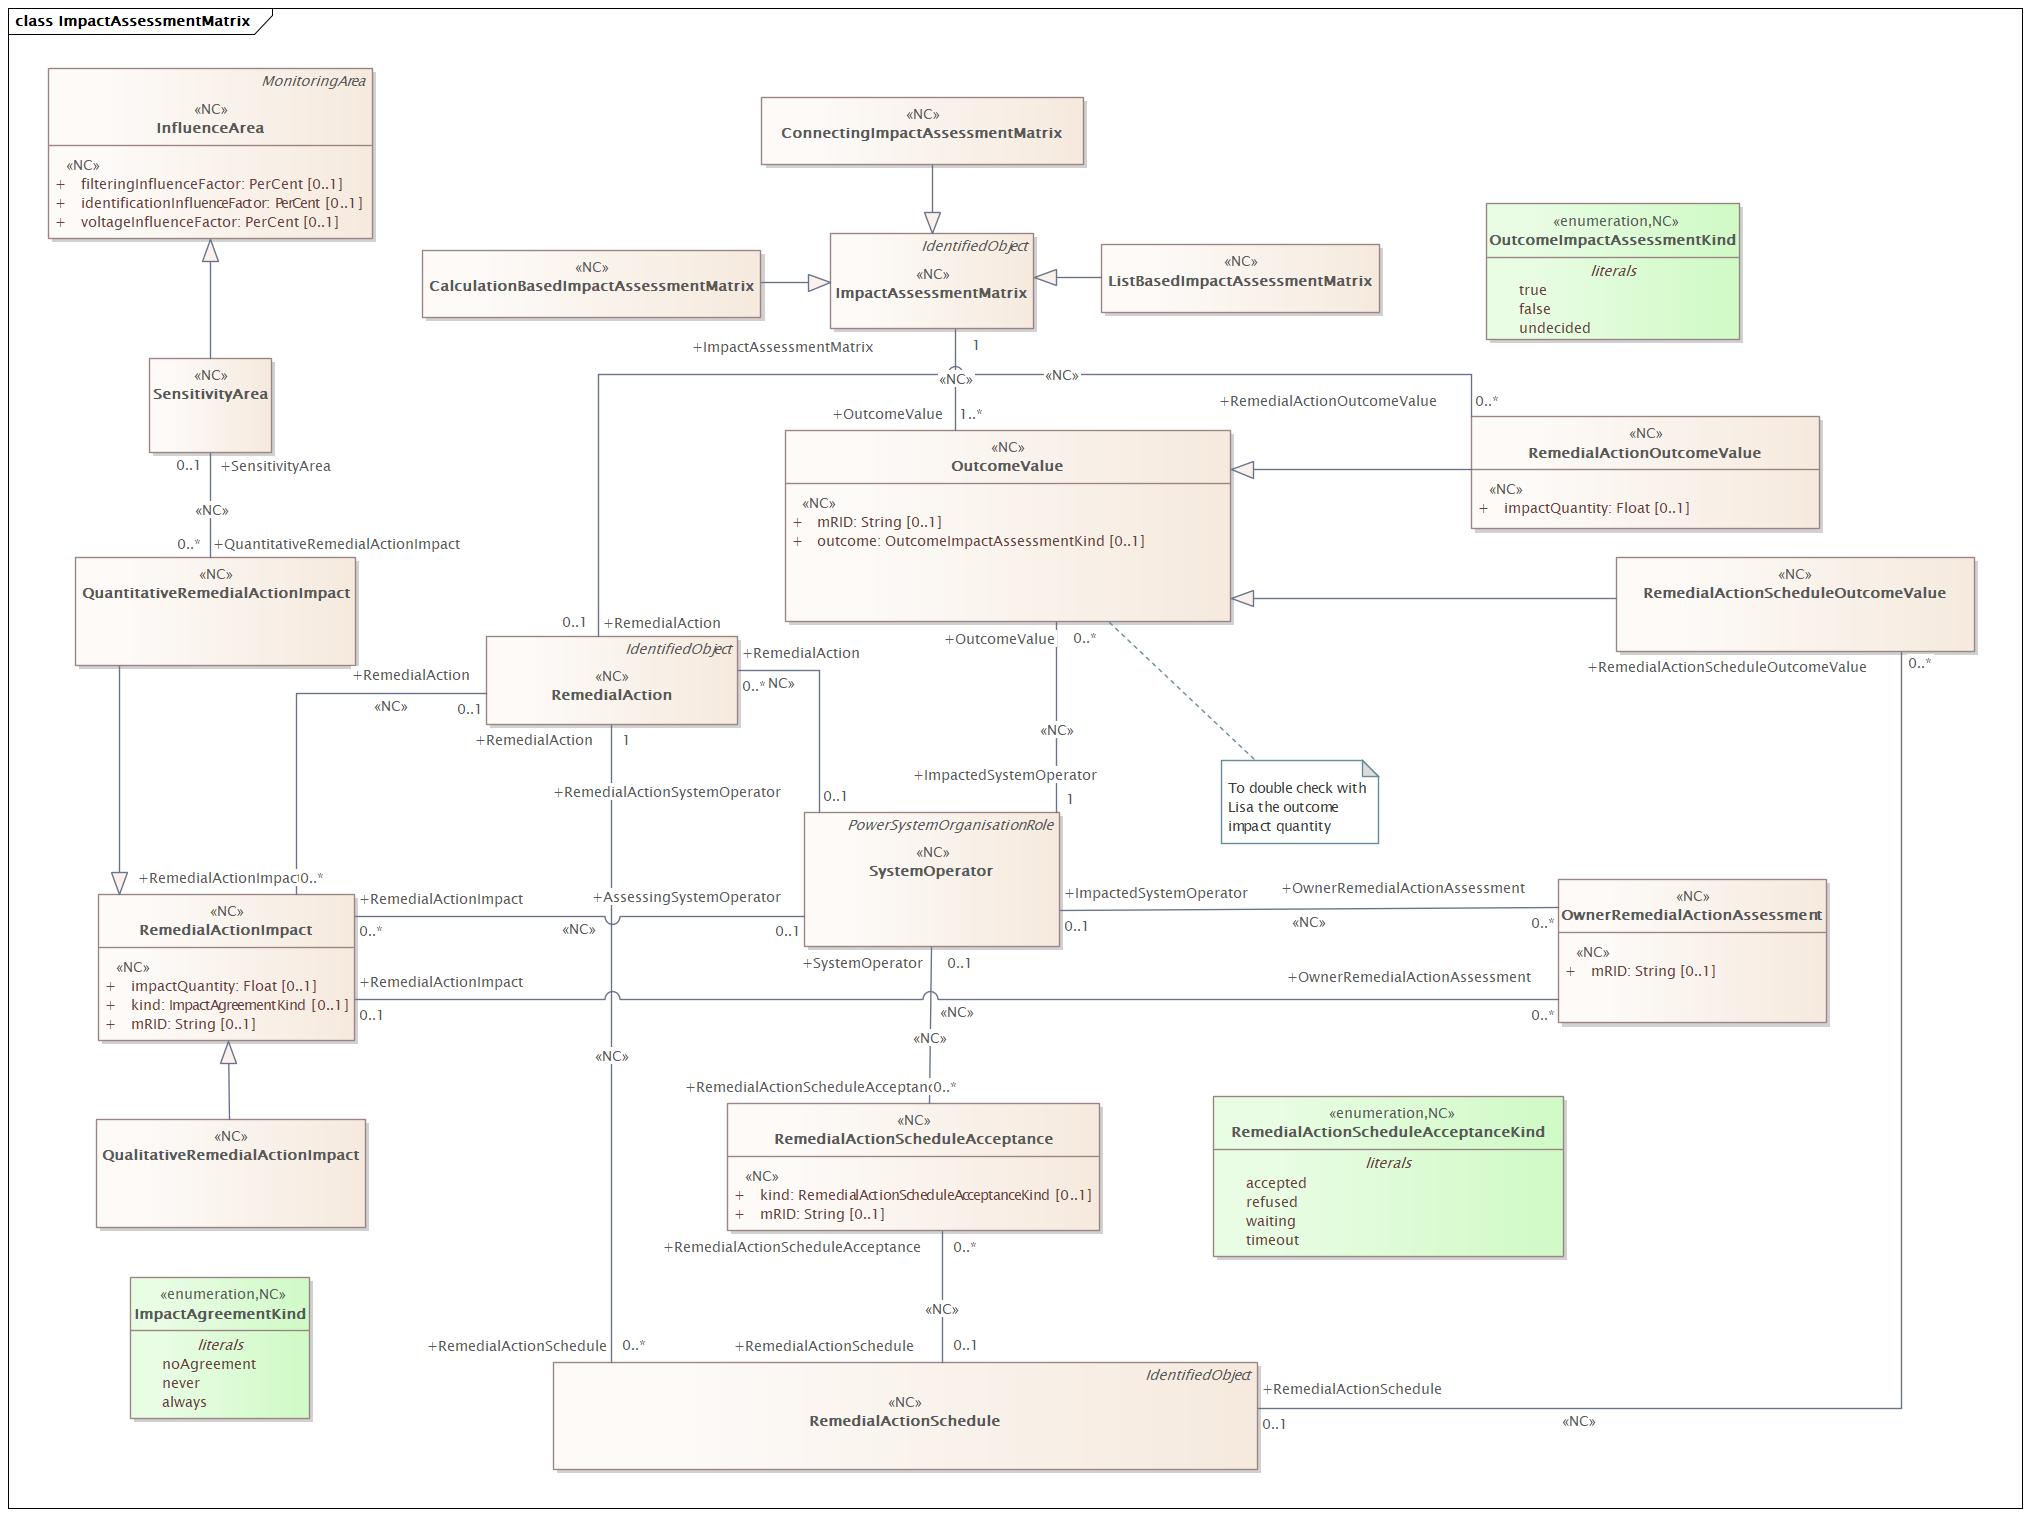 class ImpactAssessmentMatrix
MonitoringArea
«NC»
InfluenceArea
«NC»
+ filteringInfluenceFactor: PerCent [0..1]
+ identificationInfluenceFactor: PerCent [0..1]
+ voltageInfluenceFactor: PerCent [0..1]
«NC»
ConnectingImpactAssessmentMatrix
«NC»
CalculationBasedImpactAssessmentMatrix
IdentifiedObject
«NC»
ImpactAssessmentMatrix
«NC»
ListBasedImpactAssessmentMatrix
«enumeration,NC»
OutcomeImpactAssessmentKind
literals
true
false
undecided
+ImpactAssessmentMatrix
1
«NC»
«NC»
+OutcomeValue
1..*
+RemedialActionOutcomeValue
0..*
«NC»
SensitivityArea
0..1
+SensitivityArea
«NC»
0..*
+QuantitativeRemedialActionImpact
«NC»
OutcomeValue
«NC»
+ mRID: String [0..1]
+ outcome: OutcomeImpactAssessmentKind [0..1]
«NC»
RemedialActionOutcomeValue
«NC»
+ impactQuantity: Float [0..1]
«NC»
QuantitativeRemedialActionImpact
«NC»
RemedialActionScheduleOutcomeValue
0..1
+RemedialAction
+OutcomeValue
0..*
+RemedialActionScheduleOutcomeValue
0..*
IdentifiedObject
«NC»
RemedialAction
+RemedialAction
0..*
NC»
+RemedialAction
«NC»
0..1
+RemedialAction
1
+RemedialActionSystemOperator
0..1
«NC»
+ImpactedSystemOperator
1
To double check with
Lisa the outcome
impact quantity
PowerSystemOrganisationRole
«NC»
SystemOperator
+RemedialActionImpact
0..*
+RemedialActionImpact
0..*
«NC»
+AssessingSystemOperator
0..1
+ImpactedSystemOperator
0..1
+OwnerRemedialActionAssessment
«NC»
0..*
«NC»
OwnerRemedialActionAssessment
«NC»
+ mRID: String [0..1]
«NC»
RemedialActionImpact
«NC»
+ impactQuantity: Float [0..1]
+ kind: ImpactAgreementKind [0..1]
+ mRID: String [0..1]
+RemedialActionImpact
0..1
+SystemOperator
0..1
+OwnerRemedialActionAssessment
0..*
«NC»
«NC»
«NC»
+RemedialActionScheduleAcceptanc
0..*
«NC»
QualitativeRemedialActionImpact
«NC»
RemedialActionScheduleAcceptance
«NC»
+ kind: RemedialActionScheduleAcceptanceKind [0..1]
+ mRID: String [0..1]
«enumeration,NC»
RemedialActionScheduleAcceptanceKind
literals
accepted
refused
waiting
timeout
+RemedialActionScheduleAcceptance
0..*
«NC»
«enumeration,NC»
ImpactAgreementKind
literals
noAgreement
never
always
+RemedialActionSchedule
0..*
+RemedialActionSchedule
0..1
IdentifiedObject
«NC»
RemedialActionSchedule
+RemedialActionSchedule
0..1
«NC»